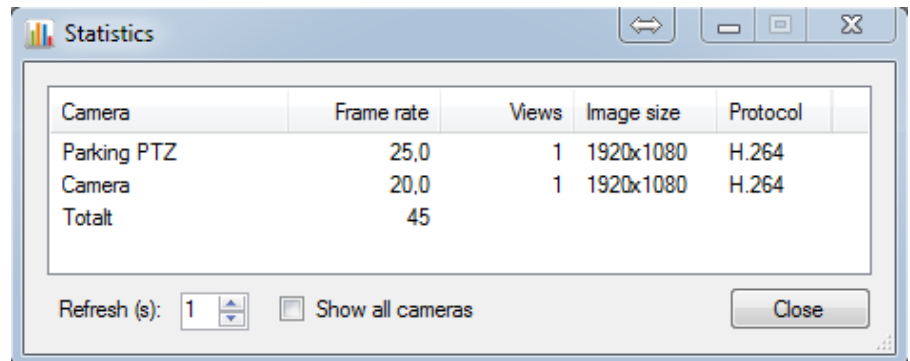 Statistics
Camera Frame rate Views Image size Protocol
Parking PTZ 25,0 1 1920x1080 H.264
Camera 20,0 1 1920x1080 H.264
Totalt 45
Refresh (s): 1 Show all cameras Close